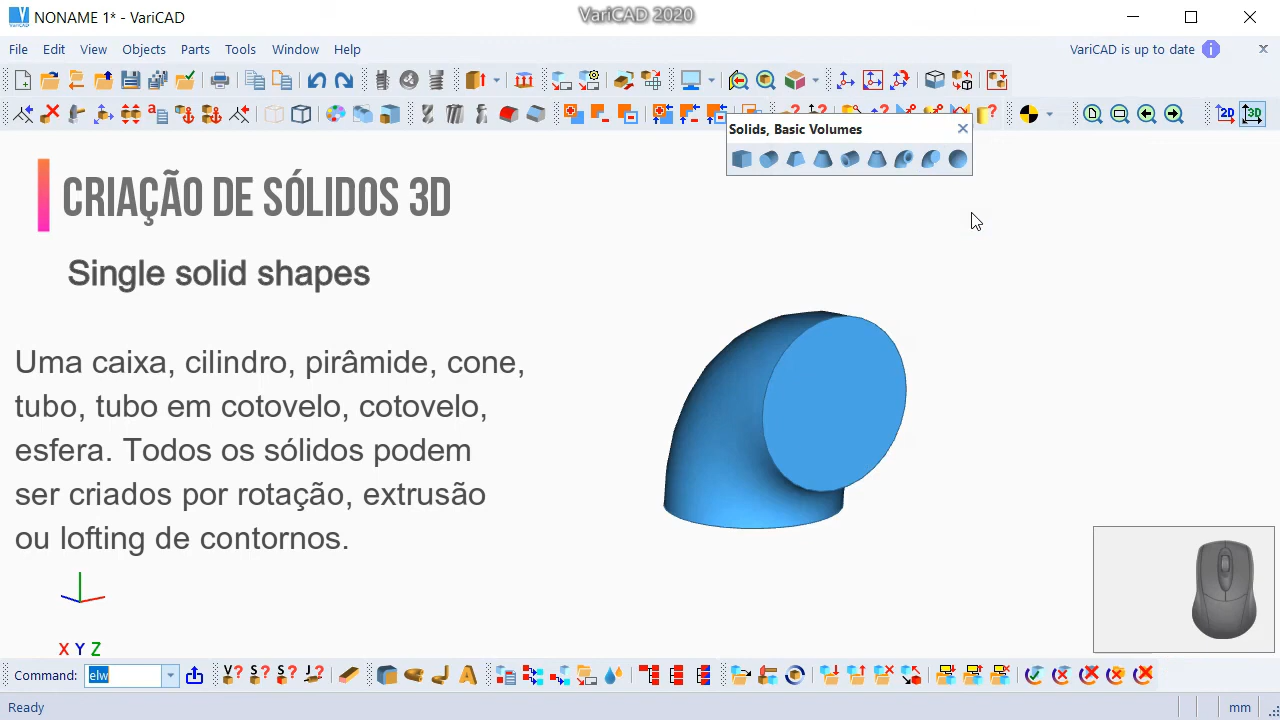 NONAME 1* - VariCAD
VariCAD 2020
File Edit View Objects Parts Tools Window Help
VariCAD is up to date
2D 3D
Solids, Basic Volumes
CRIAÇÃO DE SÓLIDOS 3D
Single solid shapes
Uma caixa, cilindro, pirâmide, cone,
tubo, tubo em cotovelo, cotovelo,
esfera. Todos os sólidos podem
ser criados por rotação, extrusão
ou lofting de contornos.
X Y Z
Command: elw
Ready
mm